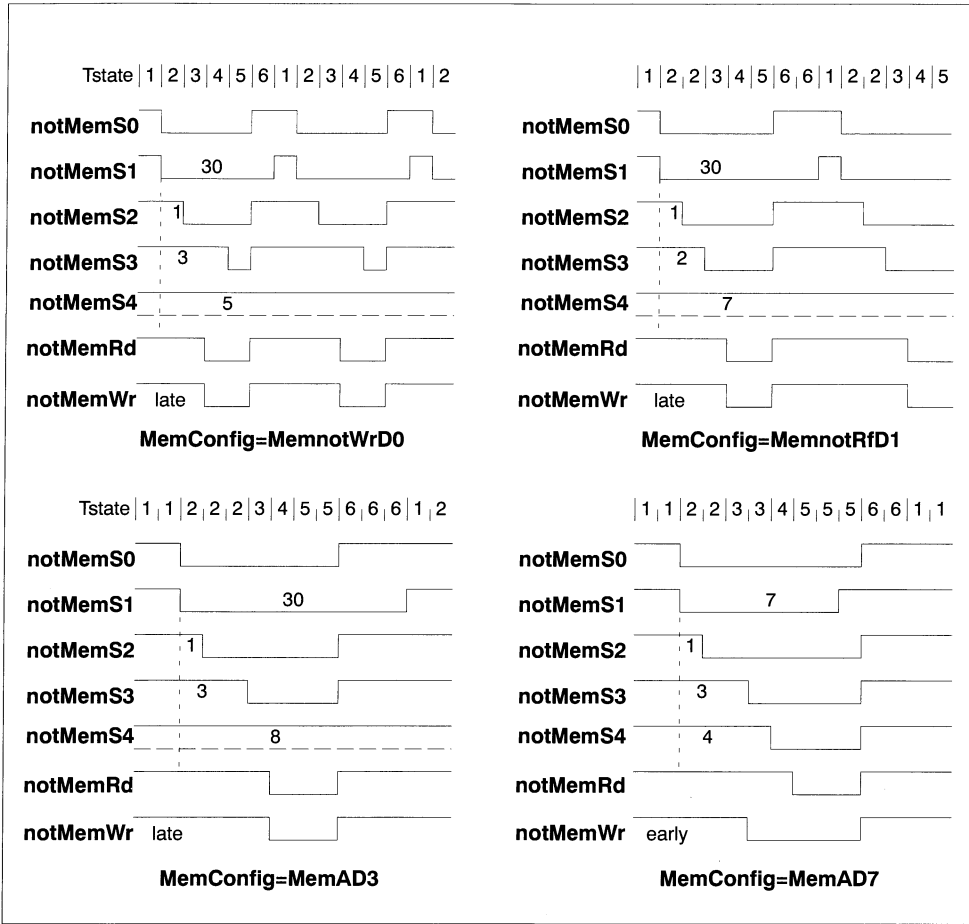 Tstate |1|2|3|4|5|6|1|2|3|4|5|6|1|2
notMemS0
notMemS1 30
notMemS2 1
notMemS3 3
notMemS4 5
notMemRd
notMemWr late
MemConfig=MemnotWrD0
|1|2|2|3|4|5|6|6|1|2|2|3|4|5
notMemS0
notMemS1 30
notMemS2 1
notMemS3 2
notMemS4 7
notMemRd
notMemWr late
MemConfig=MemnotRfD1
Tstate |1|1|2|2|2|3|4|5|5|6|6|6|1|2
notMemS0
notMemS1 30
notMemS2 1
notMemS3 3
notMemS4 8
notMemRd
notMemWr late
MemConfig=MemAD3
|1|1|2|2|3|3|4|5|5|5|6|6|1|1
notMemS0
notMemS1 7
notMemS2 1
notMemS3 3
notMemS4 4
notMemRd
notMemWr early
MemConfig=MemAD7